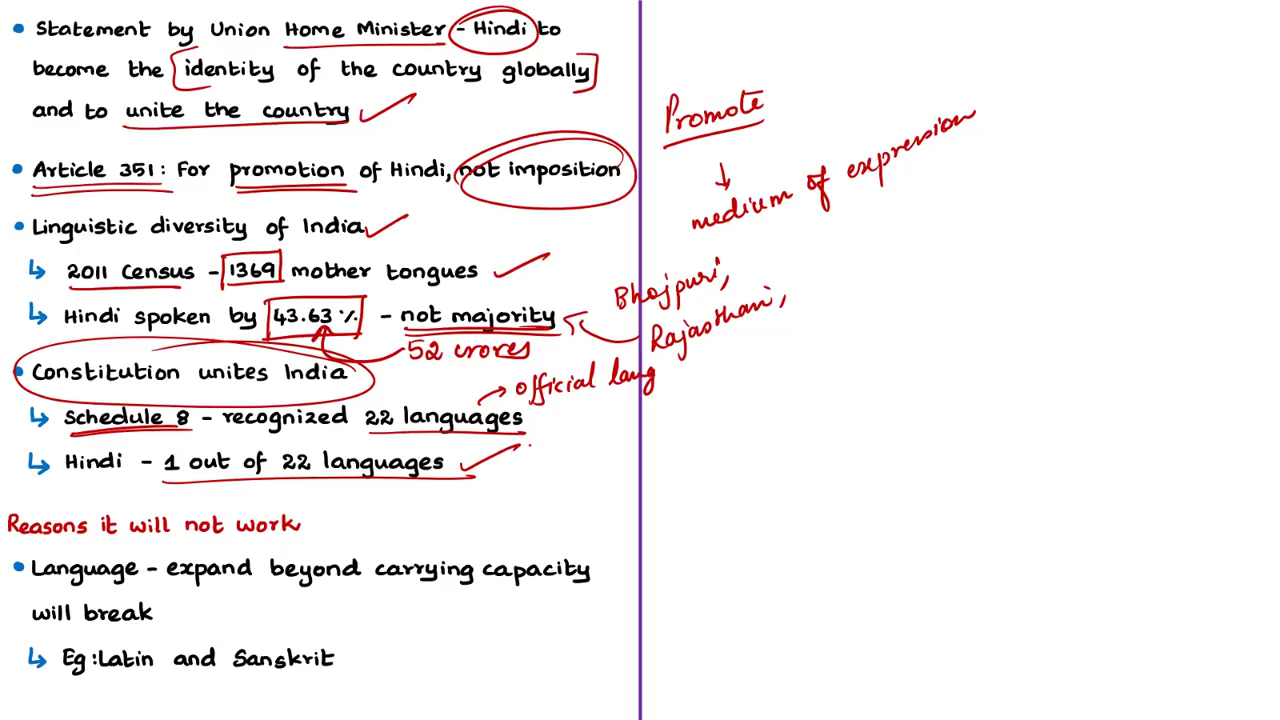 • Statement by Union Home Minister - Hindi to
become the identity of the country globally
and to unite the country
• Article 351: For promotion of Hindi, not imposition
• Linguistic diversity of India
↳ 2011 Census - 1369 mother tongues
↳ Hindi spoken by 43.63 % - not majority
52 crores
• Constitution unites India
official lang
↳ Schedule 8 - recognized 22 languages
↳ Hindi - 1 out of 22 languages
Reasons it will not work
• Language - expand beyond carrying capacity
will break
↳ Eg:Latin and Sanskrit
Promote
↓
medium of expression
Bhojpuri,
Rajasthani,